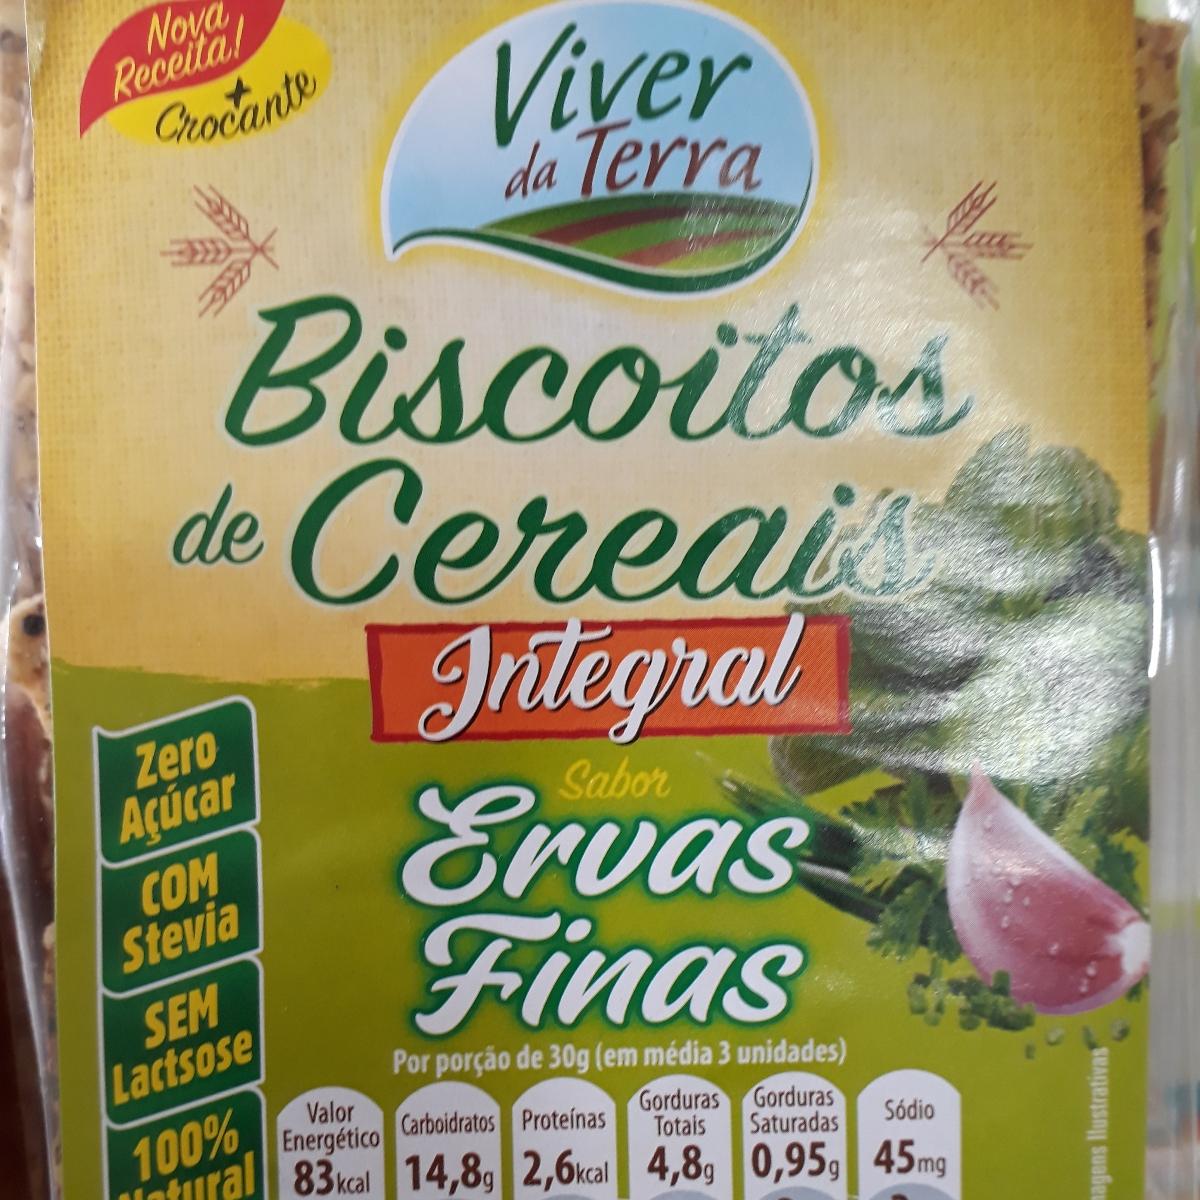 Nova
Receita!
+
Crocante
Viver
da Terra
Biscoitos
de Cereais
Integral
Sabor
Ervas
Finas
Zero
Açúcar
COM
Stevia
SEM
Lactsose
100%
Natural
Por porção de 30g (em média 3 unidades)
Valor
Energético
83kcal
Carboidratos
14,8g
Proteínas
2,6kcal
Gorduras
Totais
4,8g
Gorduras
Saturadas
0,95g
Sódio
45mg
Ilustrativas